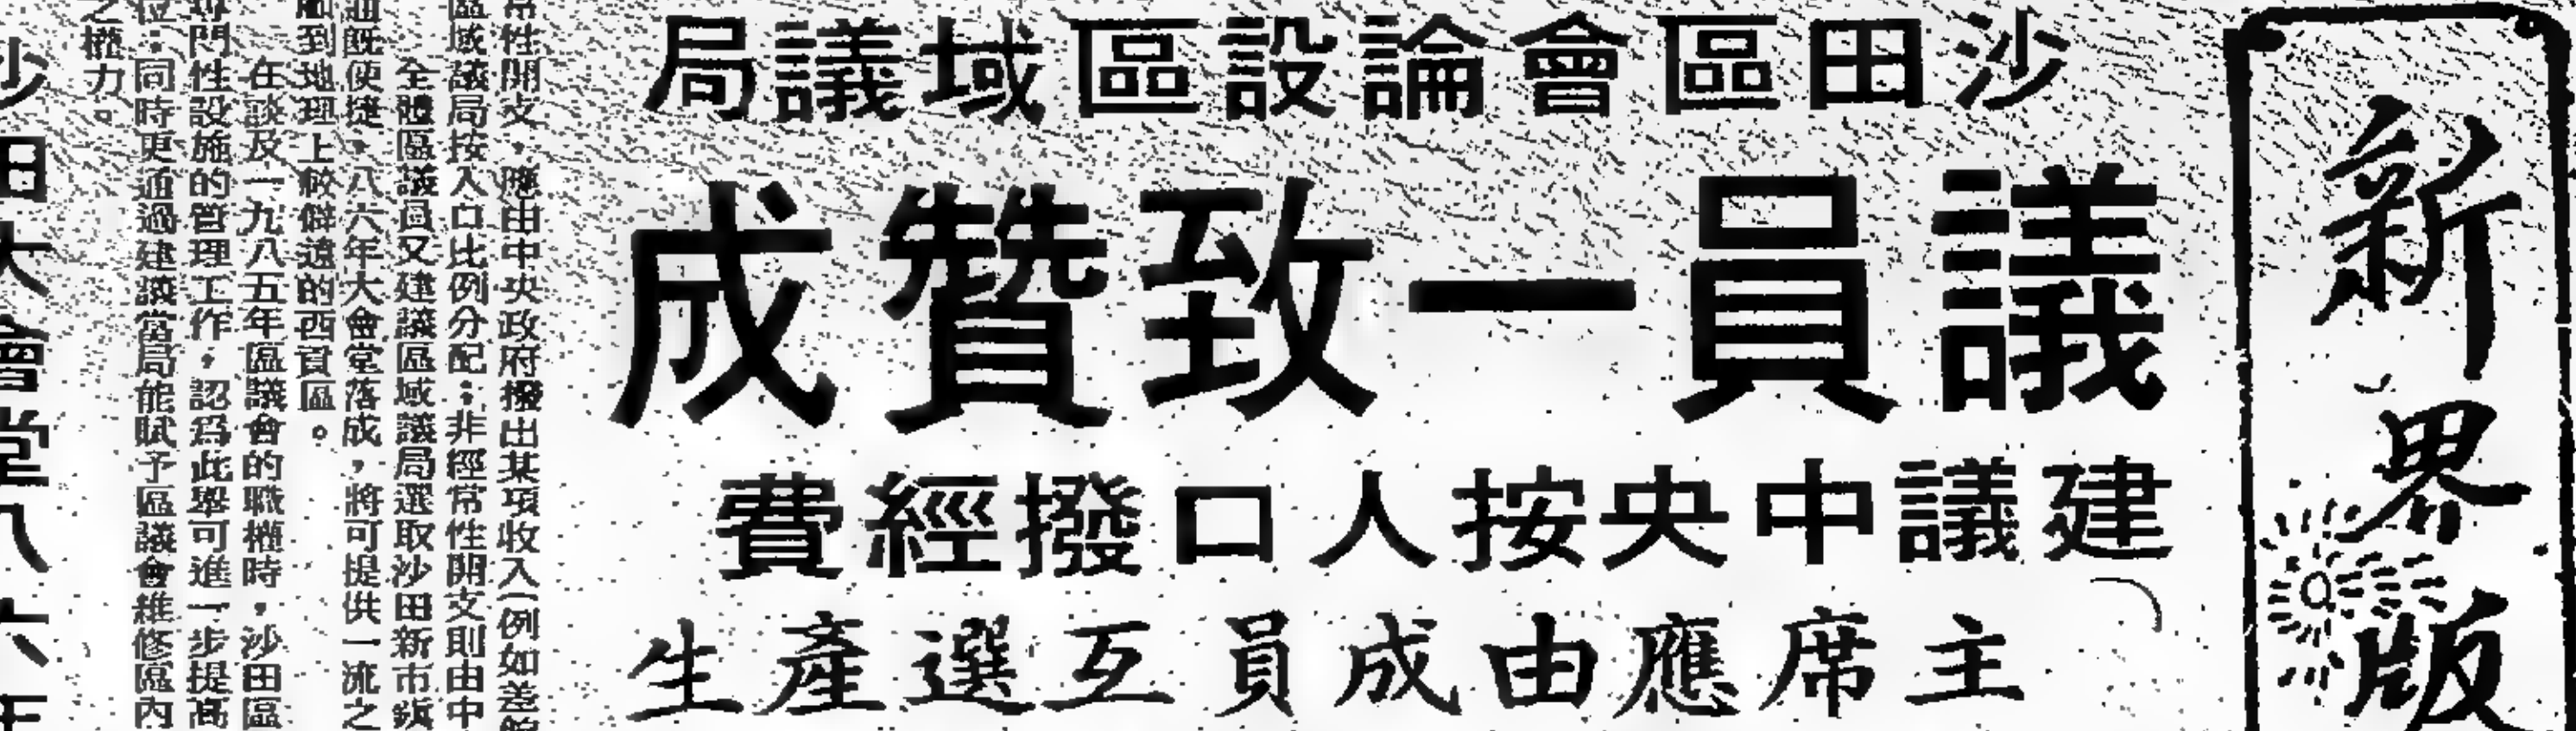 新界版
沙田區會論設區域議局
議員一致贊成
建議中央按人口撥經費
主席應由成員互選產生
常性開支，應由中央政府撥出某項收入（例如差餉
區域議局按人口比例分配；非經常性開支則由中
全體區議員又建議區域議局選取沙田新市鎮
通既便捷，八六年大會堂落成，將可提供一流之
到地理上較僻遠的西貢區。
在談及一九八五年區議會的職權時，沙田區
專門性設施的管理工作，認爲此舉可進一步提高
位；同時更通過建議當局能賦予區議會維修區內
之權力。
沙田大會堂八六年